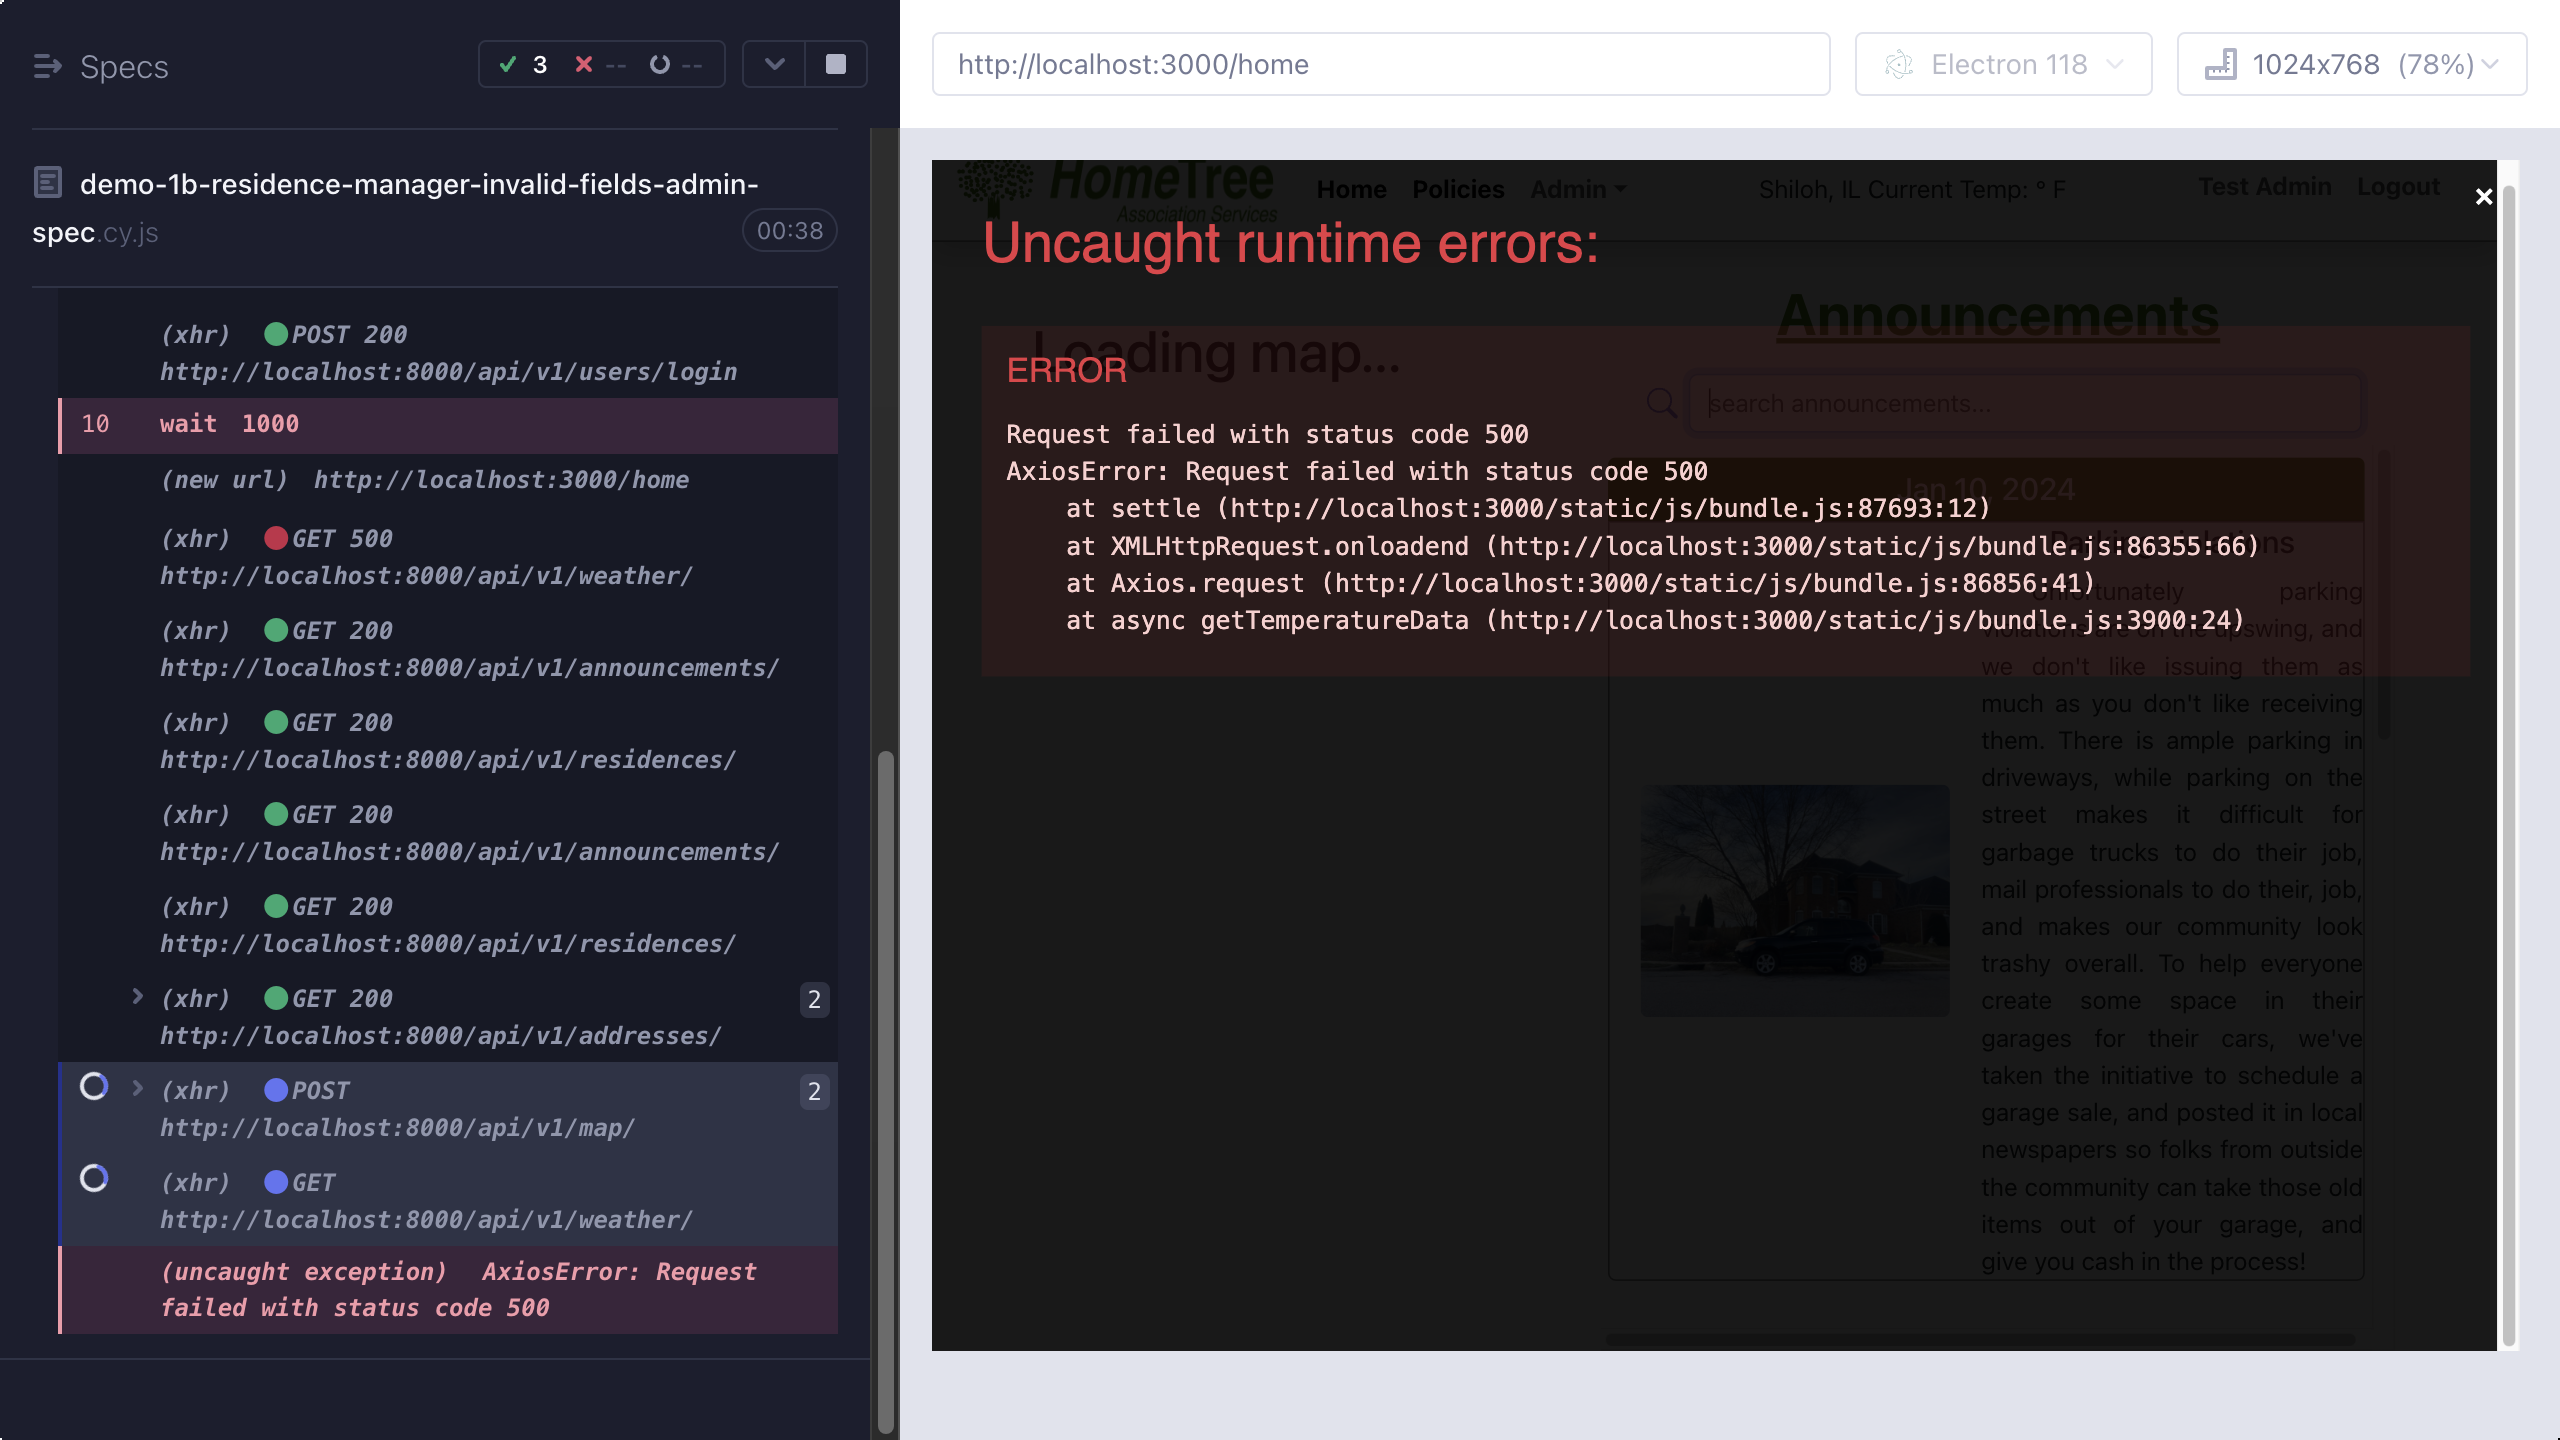 Specs
3 -- --
demo-1b-residence-manager-invalid-fields-admin-
spec.cy.js
00:38
(xhr) POST 200
http://localhost:8000/api/v1/users/login
10 wait 1000
(new url) http://localhost:3000/home
(xhr) GET 500
http://localhost:8000/api/v1/weather/
(xhr) GET 200
http://localhost:8000/api/v1/announcements/
(xhr) GET 200
http://localhost:8000/api/v1/residences/
(xhr) GET 200
http://localhost:8000/api/v1/announcements/
(xhr) GET 200
http://localhost:8000/api/v1/residences/
(xhr) GET 200 2
http://localhost:8000/api/v1/addresses/
(xhr) POST 2
http://localhost:8000/api/v1/map/
(xhr) GET
http://localhost:8000/api/v1/weather/
(uncaught exception) AxiosError: Request
failed with status code 500
http://localhost:3000/home
Electron 118
1024x768 (78%)
HomeTree
Association Services
Home Policies Admin
Shiloh, IL Current Temp: ° F
Test Admin Logout
×
Uncaught runtime errors:
Loading map...
ERROR
Request failed with status code 500
AxiosError: Request failed with status code 500
at settle (http://localhost:3000/static/js/bundle.js:87693:12)
at XMLHttpRequest.onloadend (http://localhost:3000/static/js/bundle.js:86355:66)
at Axios.request (http://localhost:3000/static/js/bundle.js:86856:41)
at async getTemperatureData (http://localhost:3000/static/js/bundle.js:3900:24)
Announcements
search announcements...
Jan 10, 2024
Unfortunately parking
violations are on the upswing, and
we don't like issuing them as
much as you don't like receiving
them. There is ample parking in
driveways, while parking on the
street makes it difficult for
garbage trucks to do their job,
mail professionals to do their, job,
and makes our community look
trashy overall. To help everyone
create some space in their
garages for their cars, we've
taken the initiative to schedule a
garage sale, and posted it in local
newspapers so folks from outside
the community can take those old
items out of your garage, and
give you cash in the process!